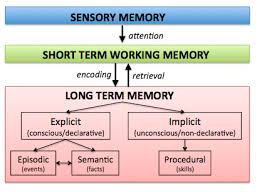 SENSORY MEMORY
attention
SHORT TERM WORKING MEMORY
encoding
retrieval
LONG TERM MEMORY
Explicit
(conscious/declarative)
Implicit
(unconscious/non-declarative)
Episodic
(events)
Semantic
(facts)
Procedural
(skills)